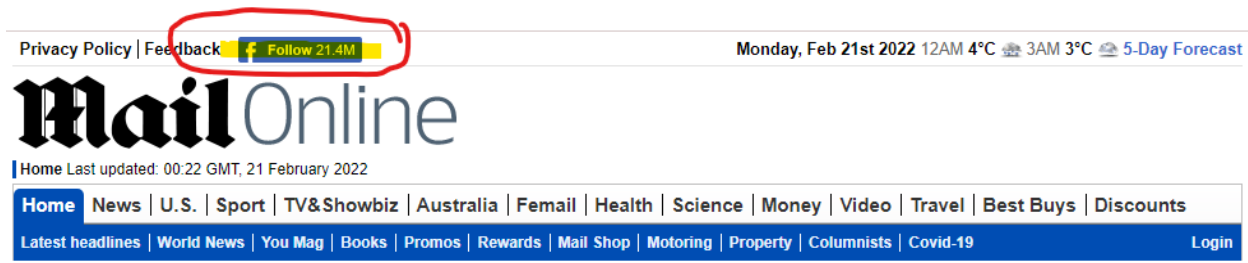 Privacy Policy | Feedback f Follow 21.4M Monday, Feb 21st 2022 12AM 4°C 3AM 3°C 5-Day Forecast
Mail Online
Home Last updated: 00:22 GMT, 21 February 2022
Home News | U.S. | Sport | TV&Showbiz | Australia | Femail | Health | Science | Money | Video | Travel | Best Buys | Discounts
Latest headlines | World News | You Mag | Books | Promos | Rewards | Mail Shop | Motoring | Property | Columnists | Covid-19 Login